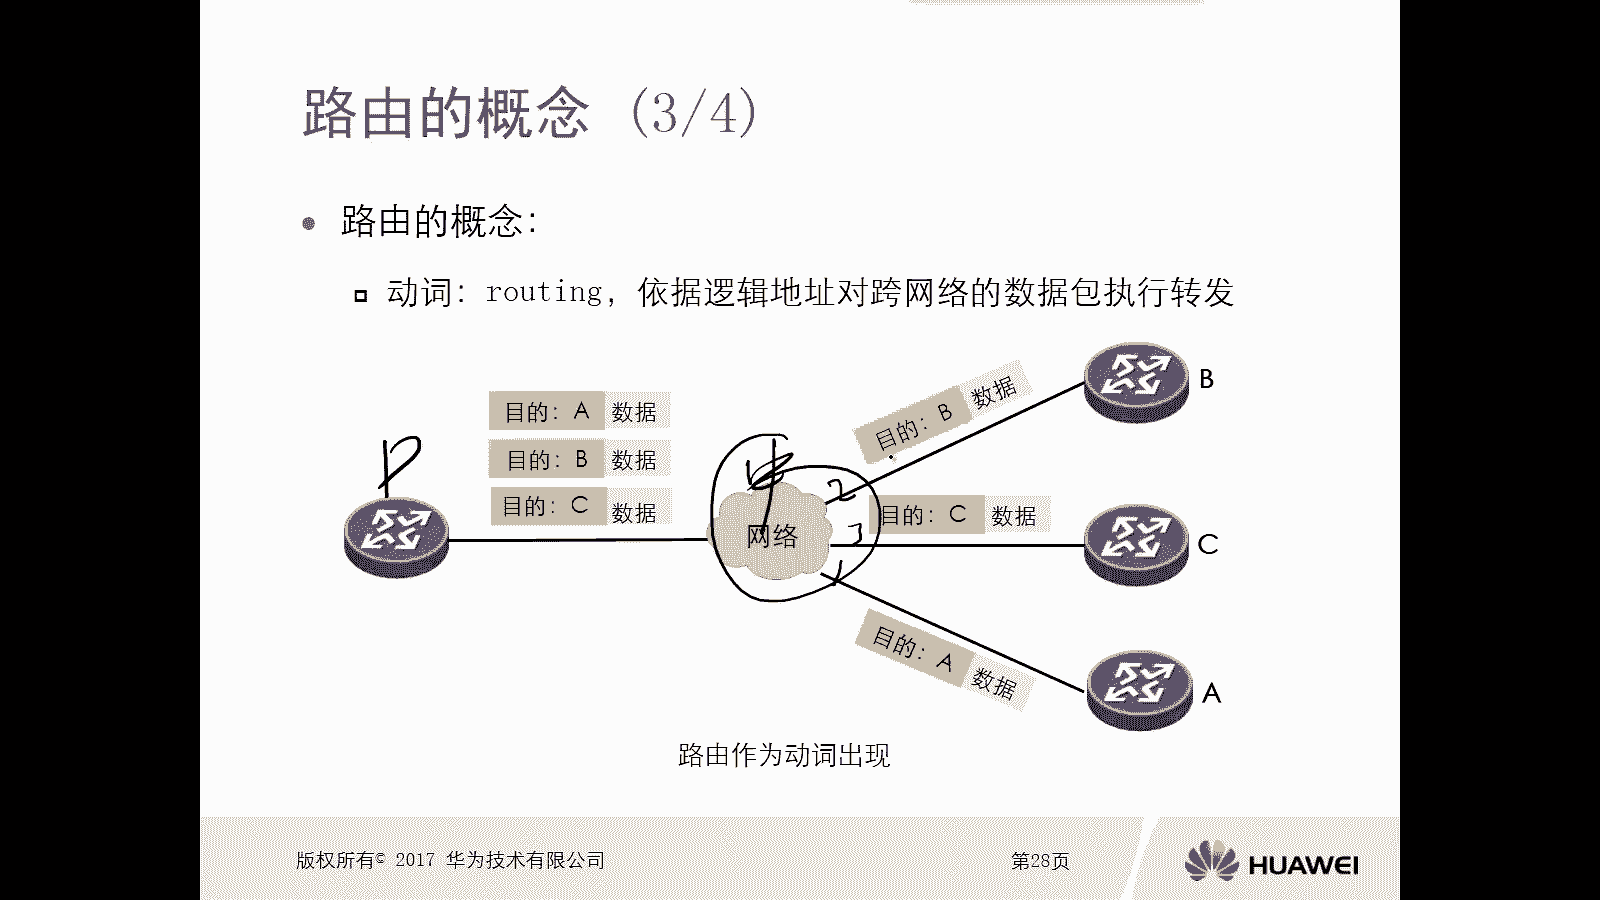 路由的概念 (3/4)
路由的概念：
动词：routing，依据逻辑地址对跨网络的数据包执行转发
B
目的：B 数据
目的：A 数据
目的：B 数据
目的：C 数据
P
2
目的：C 数据
网络
3
C
1
目的：A 数据
A
路由作为动词出现
版权所有© 2017 华为技术有限公司
第28页
HUAWEI